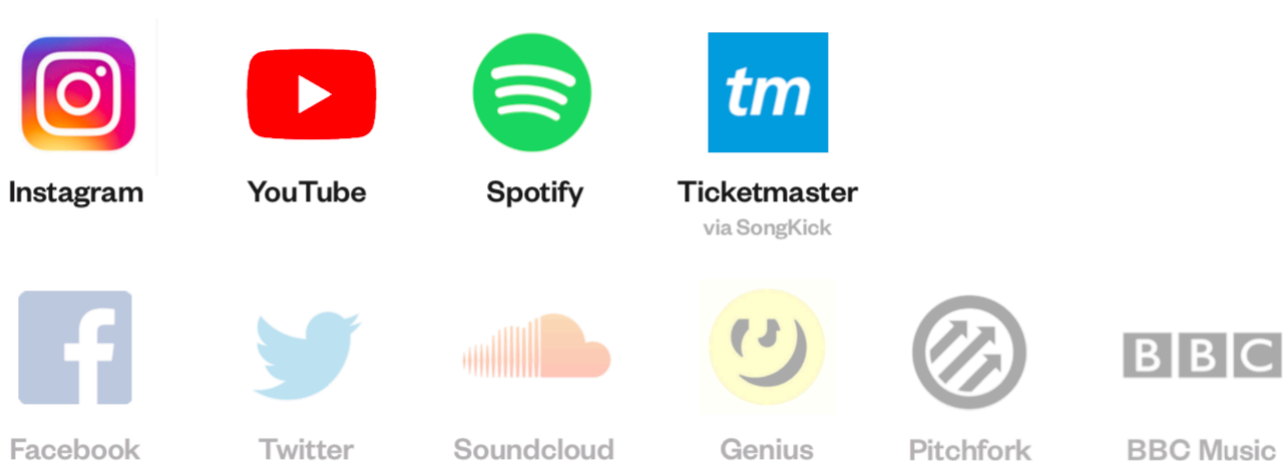 tm
Instagram
YouTube
Spotify
Ticketmaster
via SongKick
f
BBC
Facebook
Twitter
Soundcloud
Genius
Pitchfork
BBC Music